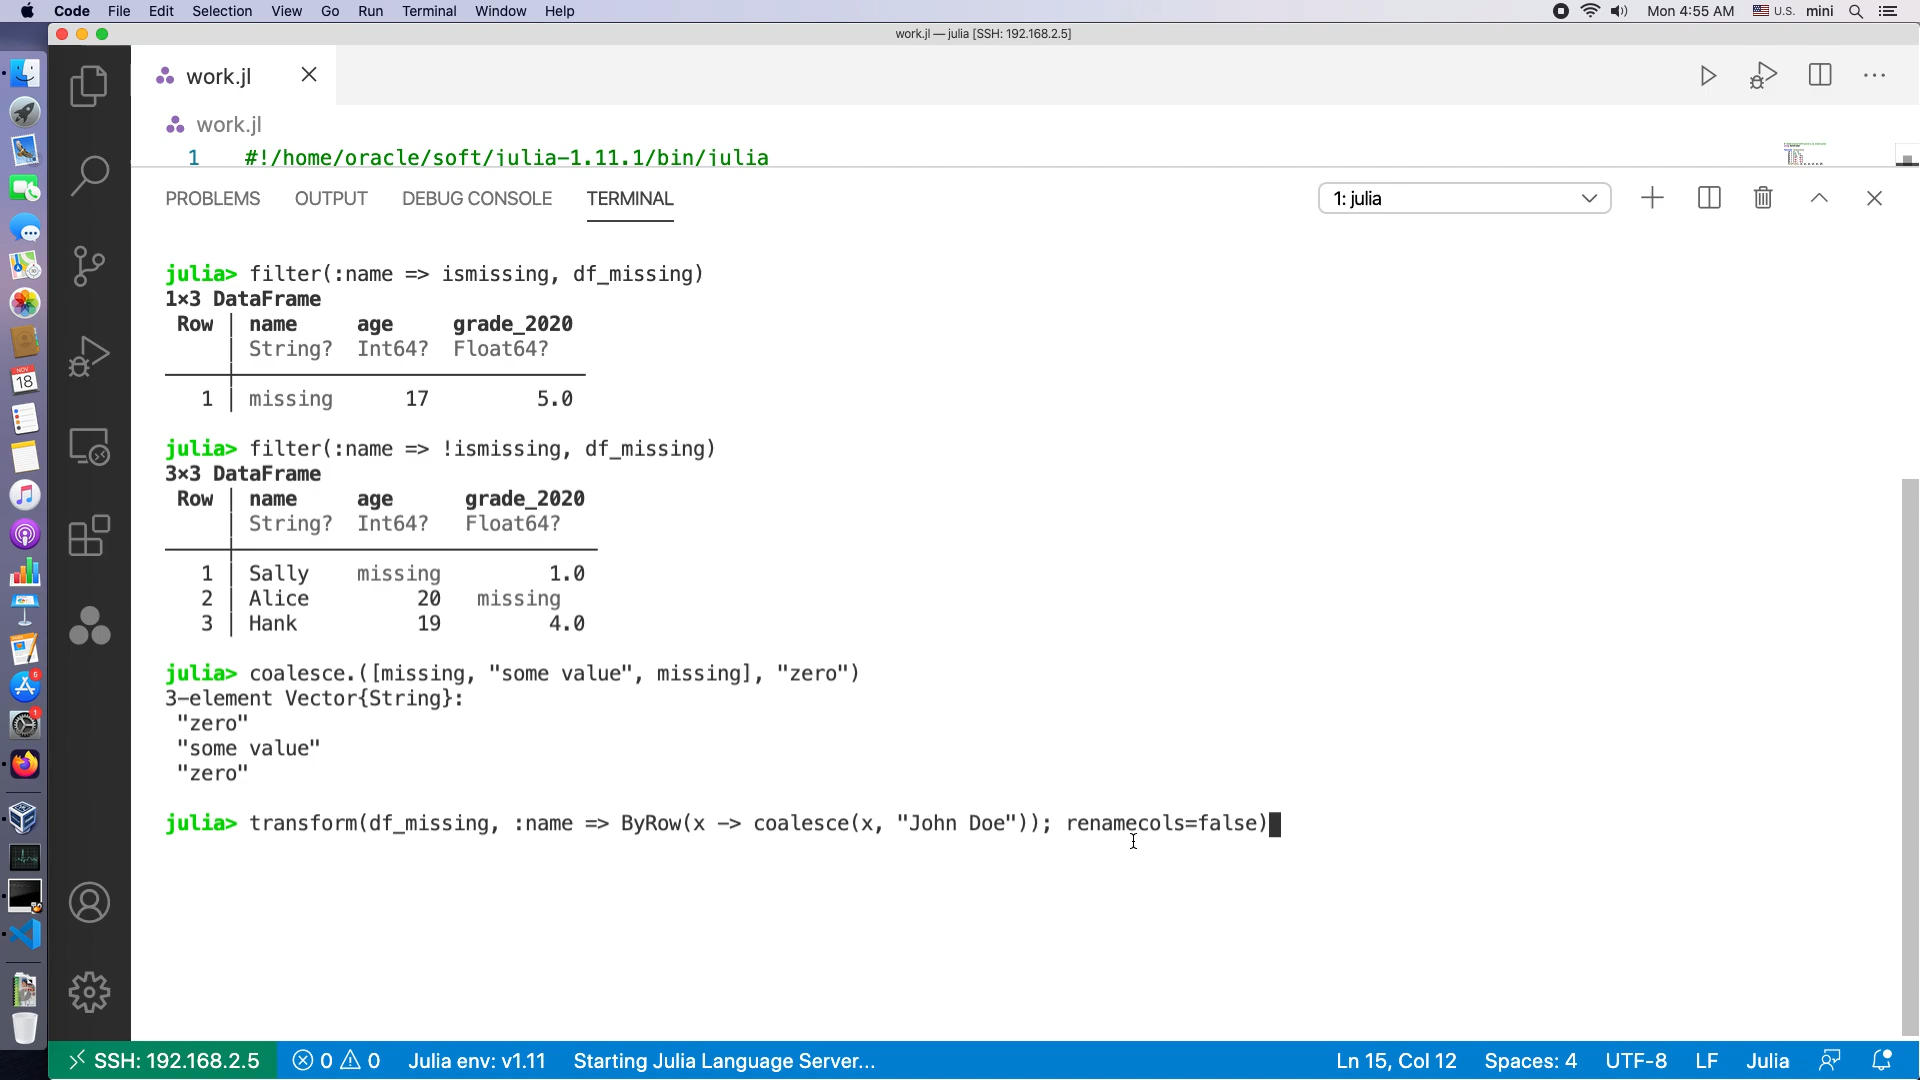 Code File Edit Selection View Go Run Terminal Window Help
Mon 4:55 AM U.S. mini
work.jl — julia [SSH: 192.168.2.5]
work.jl
work.jl
1 #!/home/oracle/soft/julia-1.11.1/bin/julia
PROBLEMS OUTPUT DEBUG CONSOLE TERMINAL
1: julia
julia> filter(:name => ismissing, df_missing)
1×3 DataFrame
Row name age grade_2020
String? Int64? Float64?
1 missing 17 5.0
julia> filter(:name => !ismissing, df_missing)
3×3 DataFrame
Row name age grade_2020
String? Int64? Float64?
1 Sally missing 1.0
2 Alice 20 missing
3 Hank 19 4.0
julia> coalesce.([missing, "some value", missing], "zero")
3-element Vector{String}:
"zero"
"some value"
"zero"
julia> transform(df_missing, :name => ByRow(x -> coalesce(x, "John Doe")); renamecols=false)
NOV
18
6
1
SSH: 192.168.2.5 0 0 Julia env: v1.11 Starting Julia Language Server... Ln 15, Col 12 Spaces: 4 UTF-8 LF Julia